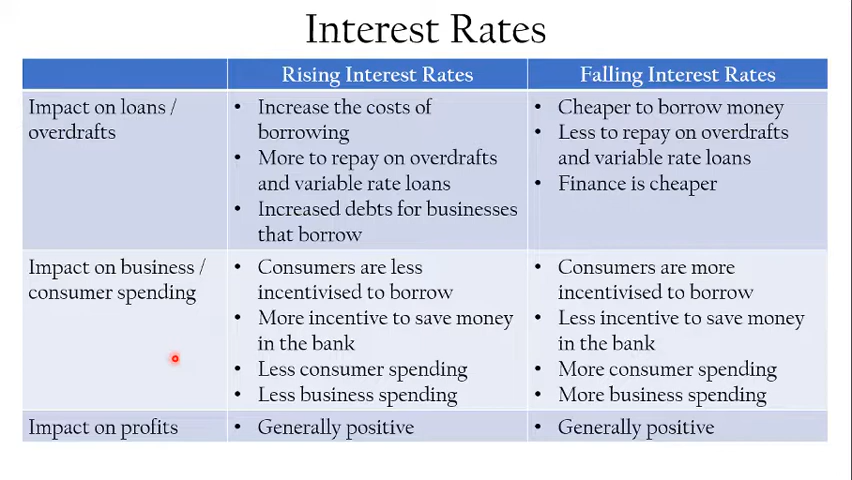 Interest Rates
Rising Interest Rates
Falling Interest Rates
Impact on loans /
overdrafts
• Increase the costs of
borrowing
• More to repay on overdrafts
and variable rate loans
• Increased debts for businesses
that borrow
• Cheaper to borrow money
• Less to repay on overdrafts
and variable rate loans
• Finance is cheaper
Impact on business /
consumer spending
• Consumers are less
incentivised to borrow
• More incentive to save money
in the bank
• Less consumer spending
• Less business spending
• Consumers are more
incentivised to borrow
• Less incentive to save money
in the bank
• More consumer spending
• More business spending
Impact on profits
• Generally positive
• Generally positive